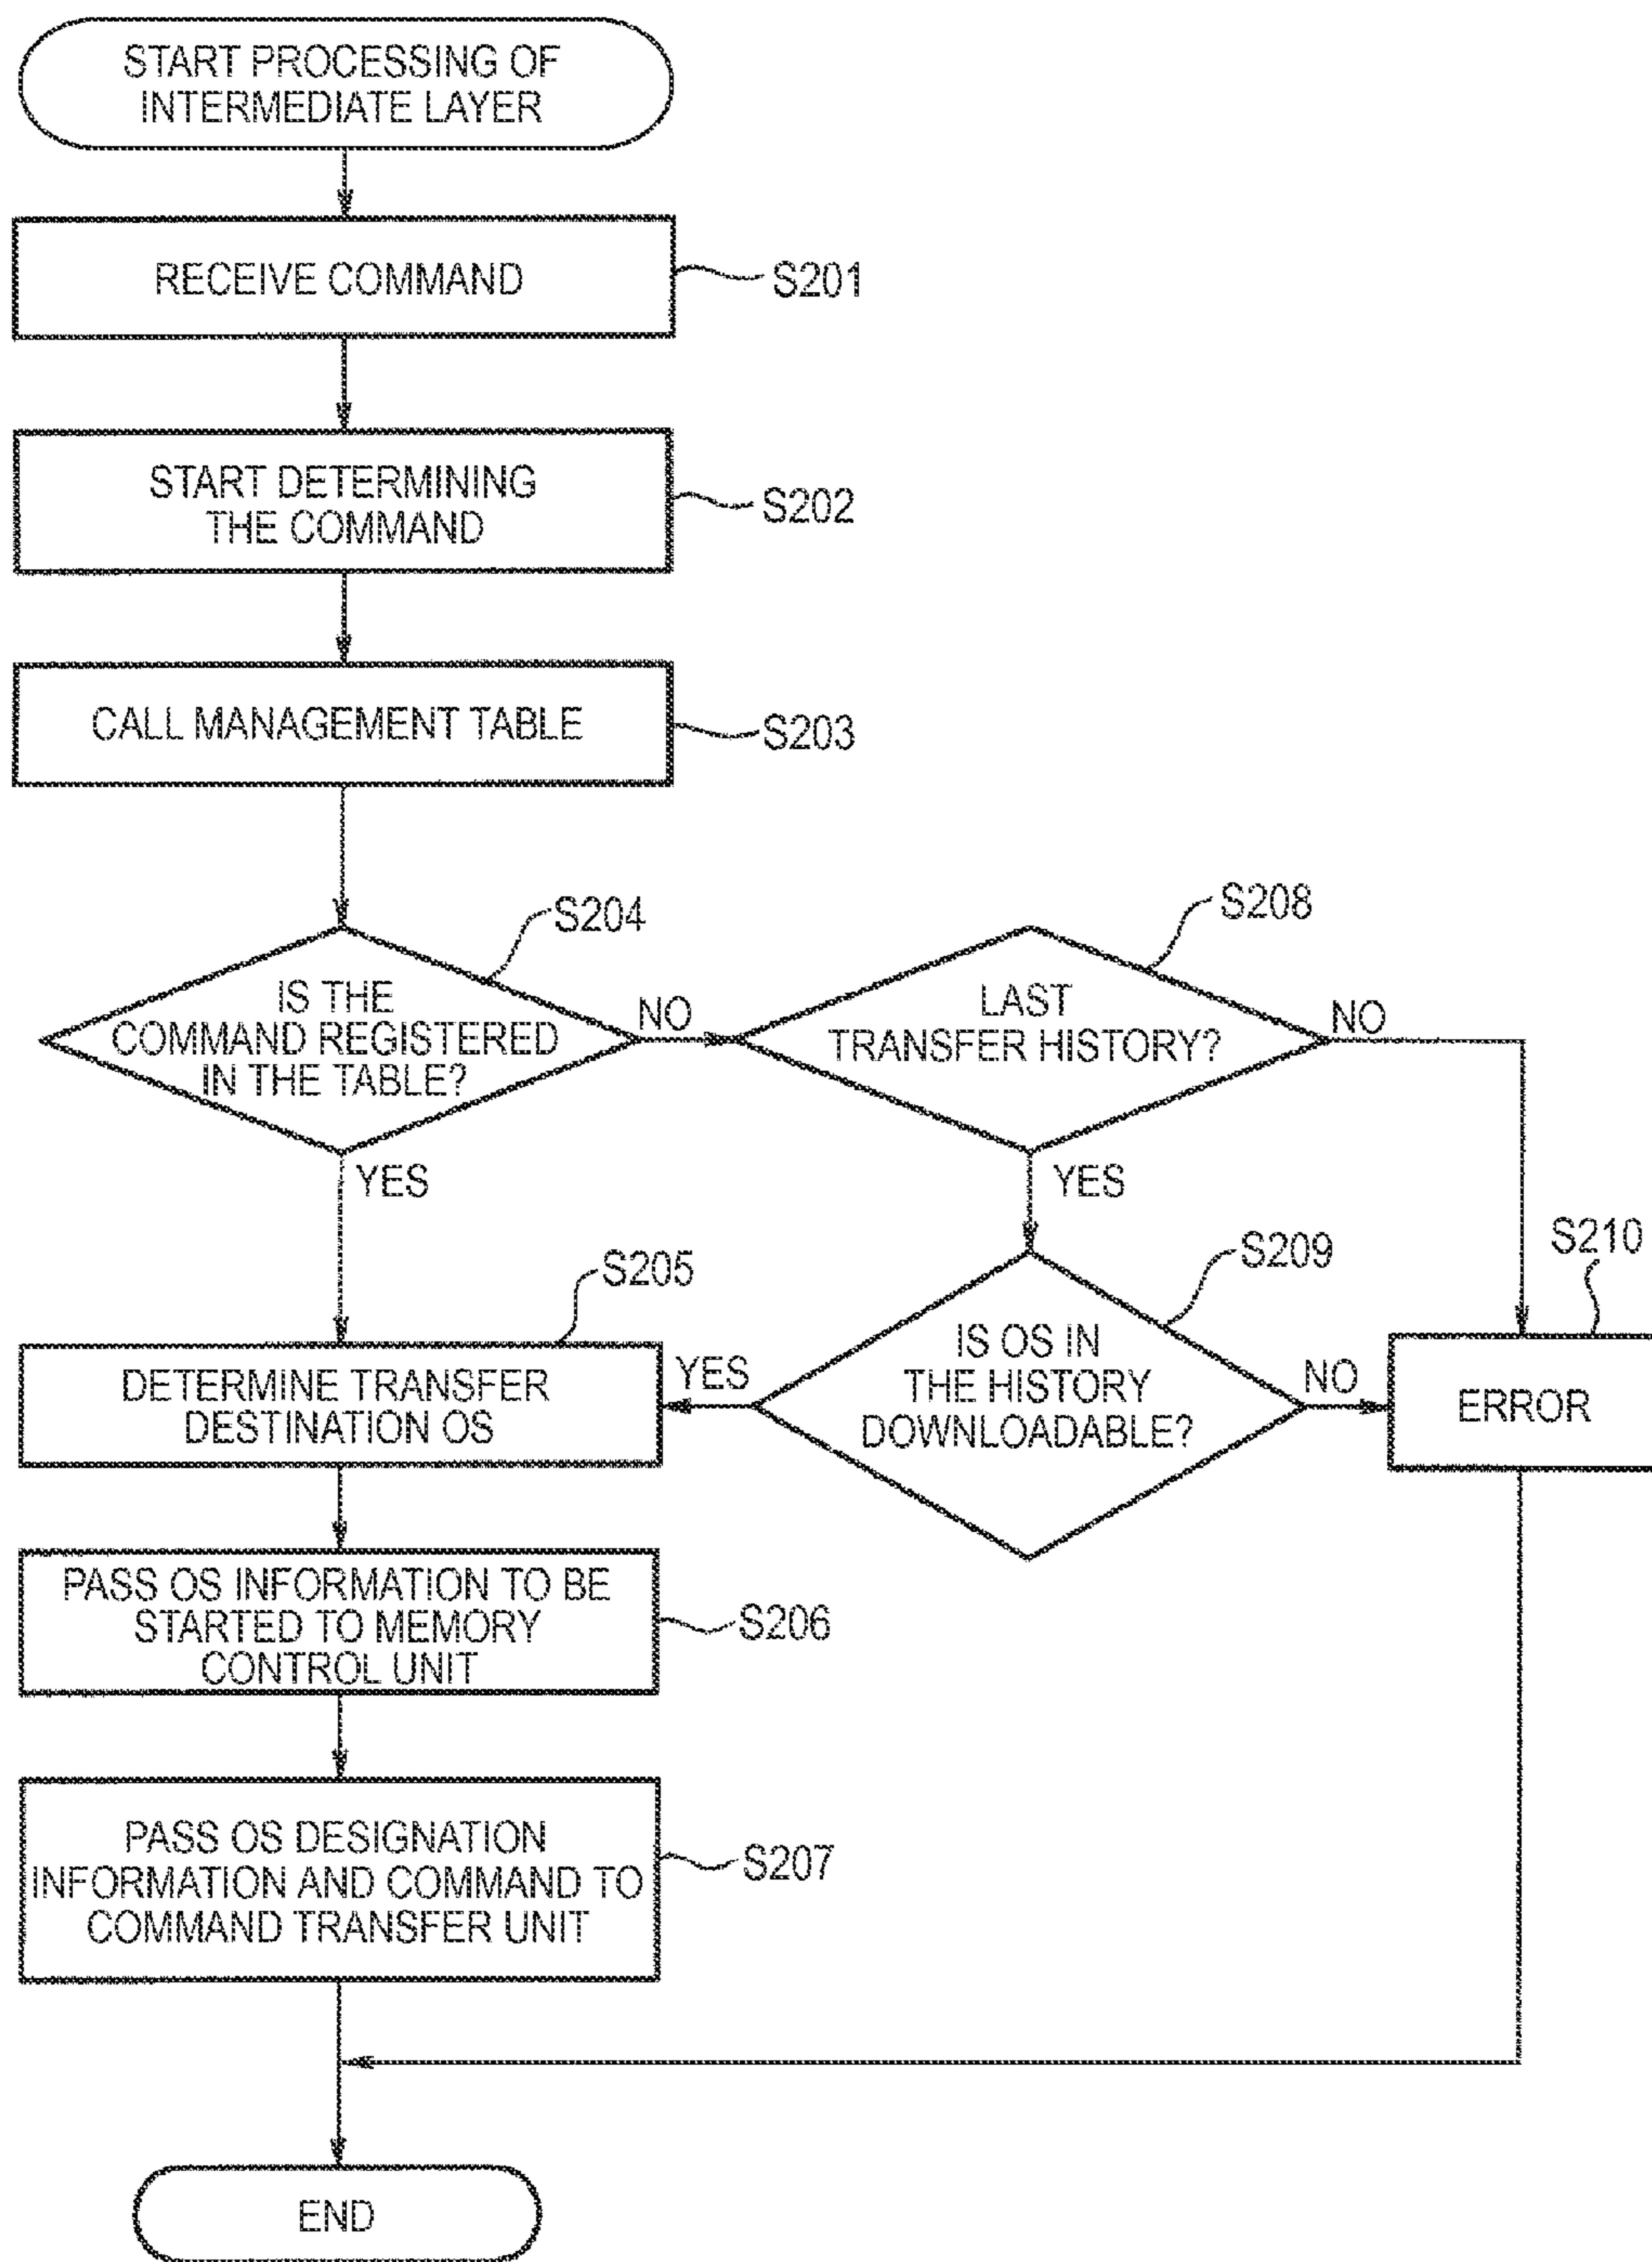 START PROCESSING OF
INTERMEDIATE LAYER
RECEIVE COMMAND
S201
START DETERMINING
THE COMMAND
S202
CALL MANAGEMENT TABLE
S203
S204
IS THE
COMMAND REGISTERED
IN THE TABLE?
NO
YES
S208
LAST
TRANSFER HISTORY?
NO
YES
S205
DETERMINE TRANSFER
DESTINATION OS
YES
S209
IS OS IN
THE HISTORY
DOWNLOADABLE?
NO
S210
ERROR
PASS OS INFORMATION TO BE
STARTED TO MEMORY
CONTROL UNIT
S206
PASS OS DESIGNATION
INFORMATION AND COMMAND TO
COMMAND TRANSFER UNIT
S207
END